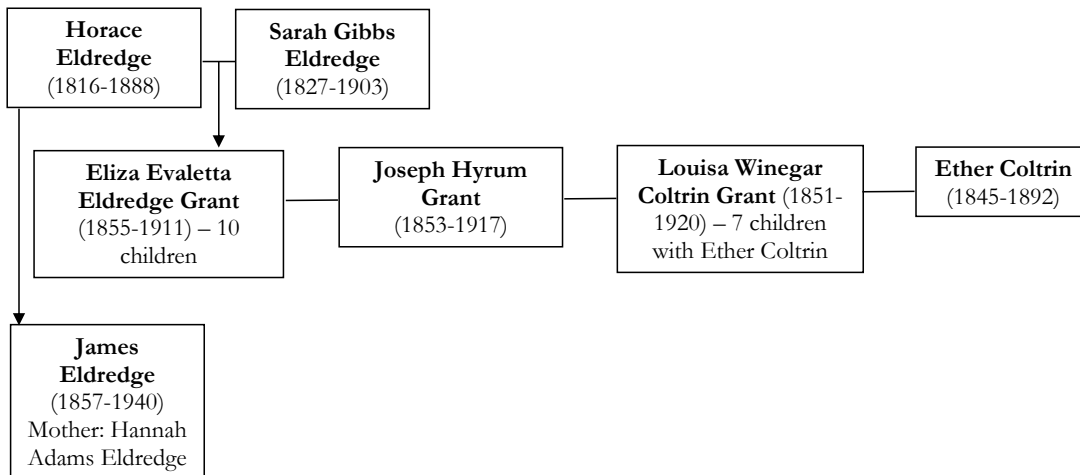 Horace
Eldredge
(1816-1888)
Sarah Gibbs
Eldredge
(1827-1903)
Eliza Evaletta
Eldredge Grant
(1855-1911) – 10
children
Joseph Hyrum
Grant
(1853-1917)
Louisa Winegar
Coltrin Grant (1851-
1920) – 7 children
with Ether Coltrin
Ether Coltrin
(1845-1892)
James
Eldredge
(1857-1940)
Mother: Hannah
Adams Eldredge